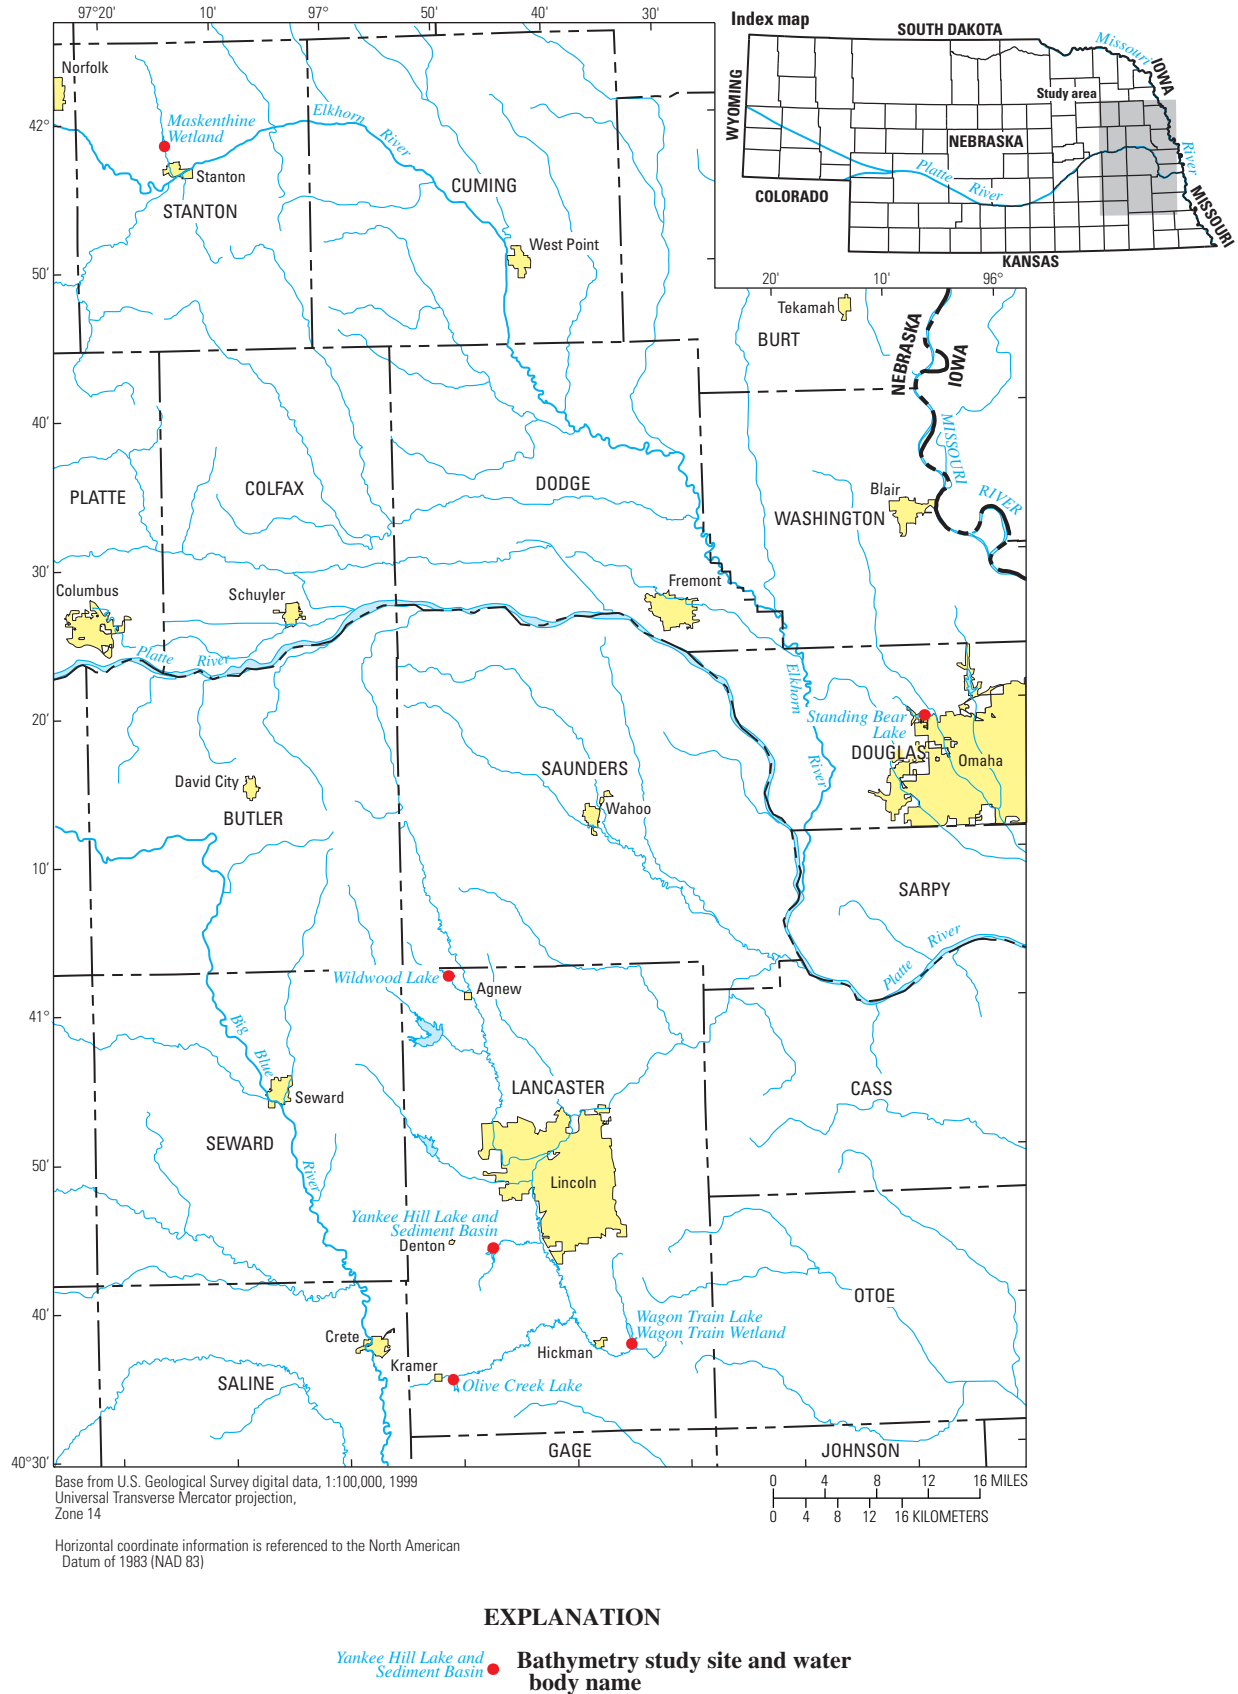 97°20'
10'
97°
50'
40'
30'
Index map
SOUTH DAKOTA
Missouri
IOWA
WYOMING
Study area
NEBRASKA
River
Platte
River
COLORADO
MISSOURI
KANSAS
20'
10'
96°
Norfolk
42°
Maskenthine
Wetland
Elkhorn
River
Stanton
CUMING
STANTON
West Point
50'
Tekamah
BURT
NEBRASKA
IOWA
40'
MISSOURI
RIVER
PLATTE
COLFAX
DODGE
Blair
WASHINGTON
30'
Columbus
Schuyler
Fremont
Platte
River
Elkhorn
River
20'
Standing Bear
Lake
DOUGLAS
Omaha
David City
SAUNDERS
BUTLER
Wahoo
10'
SARPY
River
Platte
Wildwood Lake
Agnew
41°
Big
Blue
River
Seward
LANCASTER
CASS
SEWARD
50'
Lincoln
Yankee Hill Lake and
Sediment Basin
Denton
OTOE
40'
Wagon Train Lake
Wagon Train Wetland
Crete
Hickman
Kramer
SALINE
Olive Creek Lake
GAGE
JOHNSON
40°30'
Base from U.S. Geological Survey digital data, 1:100,000, 1999
Universal Transverse Mercator projection,
Zone 14
0 4 8 12 16 MILES
0 4 8 12 16 KILOMETERS
Horizontal coordinate information is referenced to the North American
Datum of 1983 (NAD 83)
EXPLANATION
Yankee Hill Lake and
Sediment Basin
Bathymetry study site and water
body name